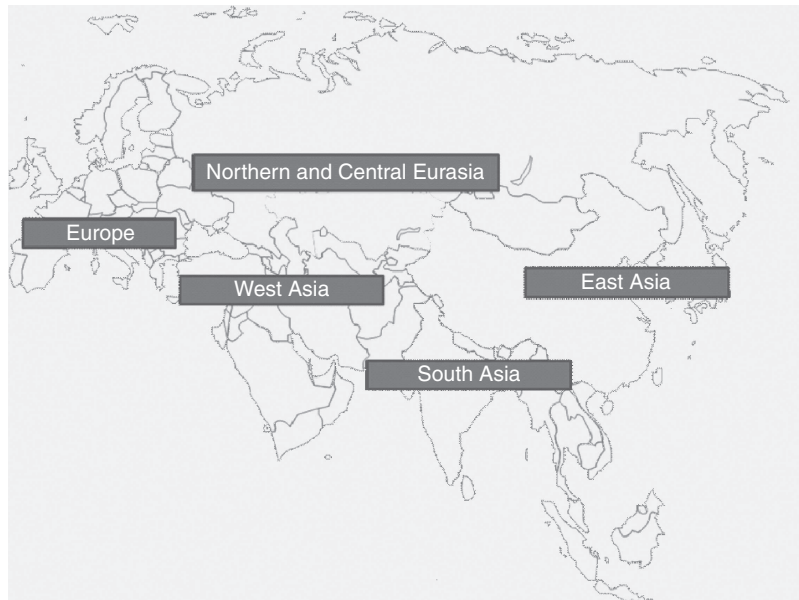 Northern and Central Eurasia
Europe
West Asia
East Asia
South Asia